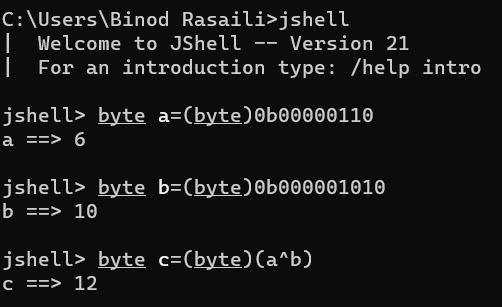 C:\Users\Binod Rasaili>jshell
|  Welcome to JShell -- Version 21
|  For an introduction type: /help intro
jshell> byte a=(byte)0b00000110
a ==> 6
jshell> byte b=(byte)0b000001010
b ==> 10
jshell> byte c=(byte)(a^b)
c ==> 12